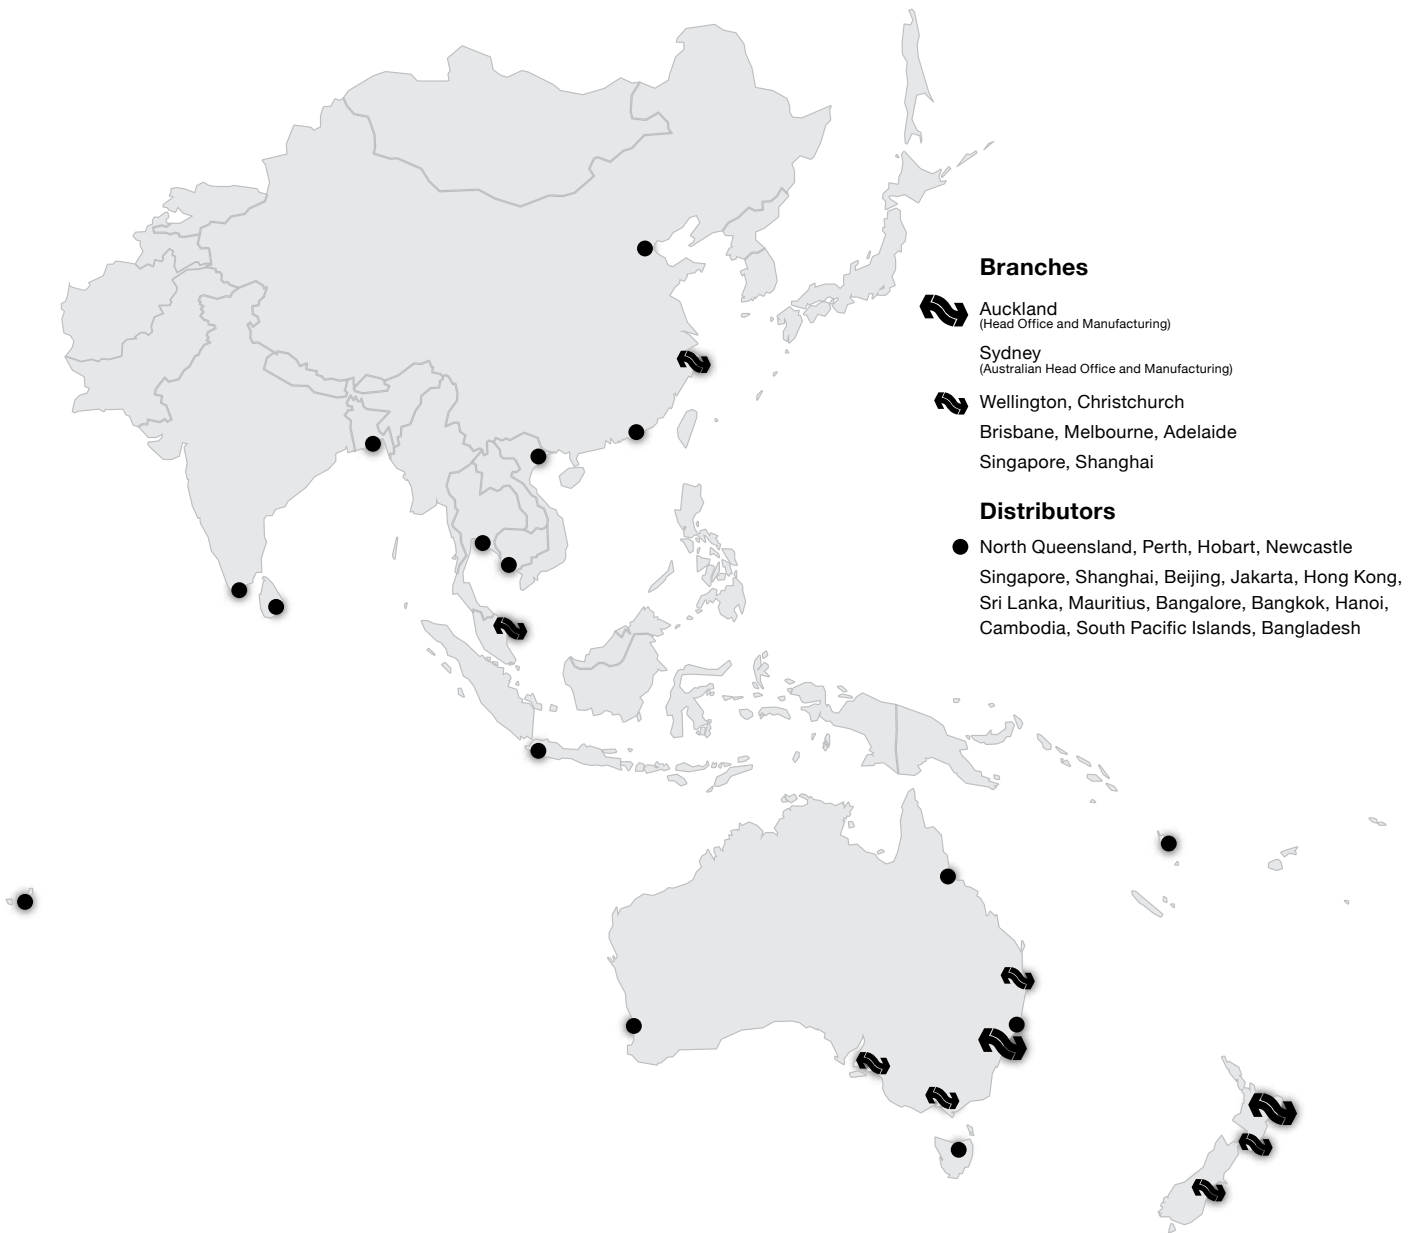 Branches
Auckland
(Head Office and Manufacturing)
Sydney
(Australian Head Office and Manufacturing)
Wellington, Christchurch
Brisbane, Melbourne, Adelaide
Singapore, Shanghai
Distributors
North Queensland, Perth, Hobart, Newcastle
Singapore, Shanghai, Beijing, Jakarta, Hong Kong,
Sri Lanka, Mauritius, Bangalore, Bangkok, Hanoi,
Cambodia, South Pacific Islands, Bangladesh